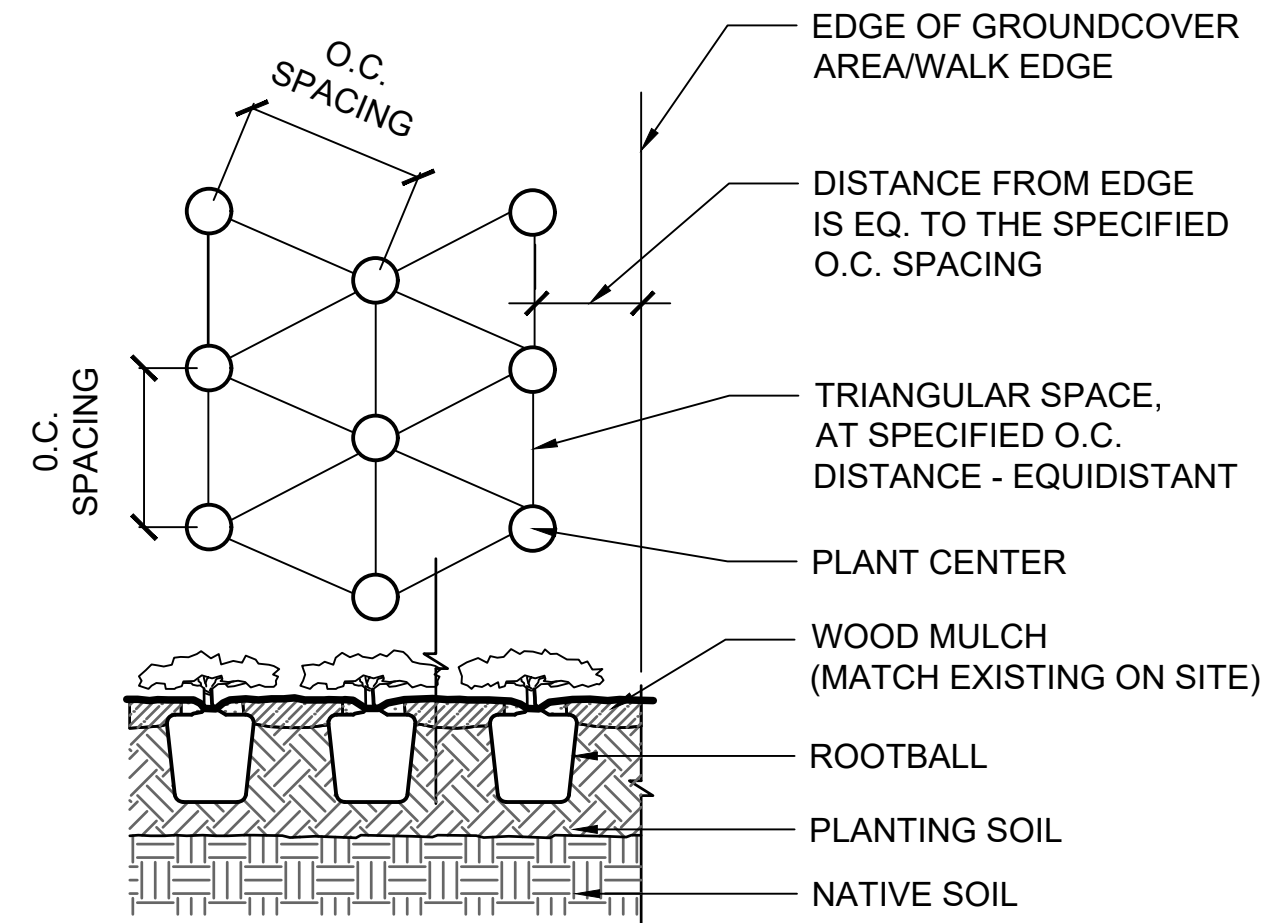 O.C.
SPACING
0.C.
SPACING
EDGE OF GROUNDCOVER
AREA/WALK EDGE
DISTANCE FROM EDGE
IS EQ. TO THE SPECIFIED
O.C. SPACING
TRIANGULAR SPACE,
AT SPECIFIED O.C.
DISTANCE - EQUIDISTANT
PLANT CENTER
WOOD MULCH
(MATCH EXISTING ON SITE)
ROOTBALL
PLANTING SOIL
NATIVE SOIL